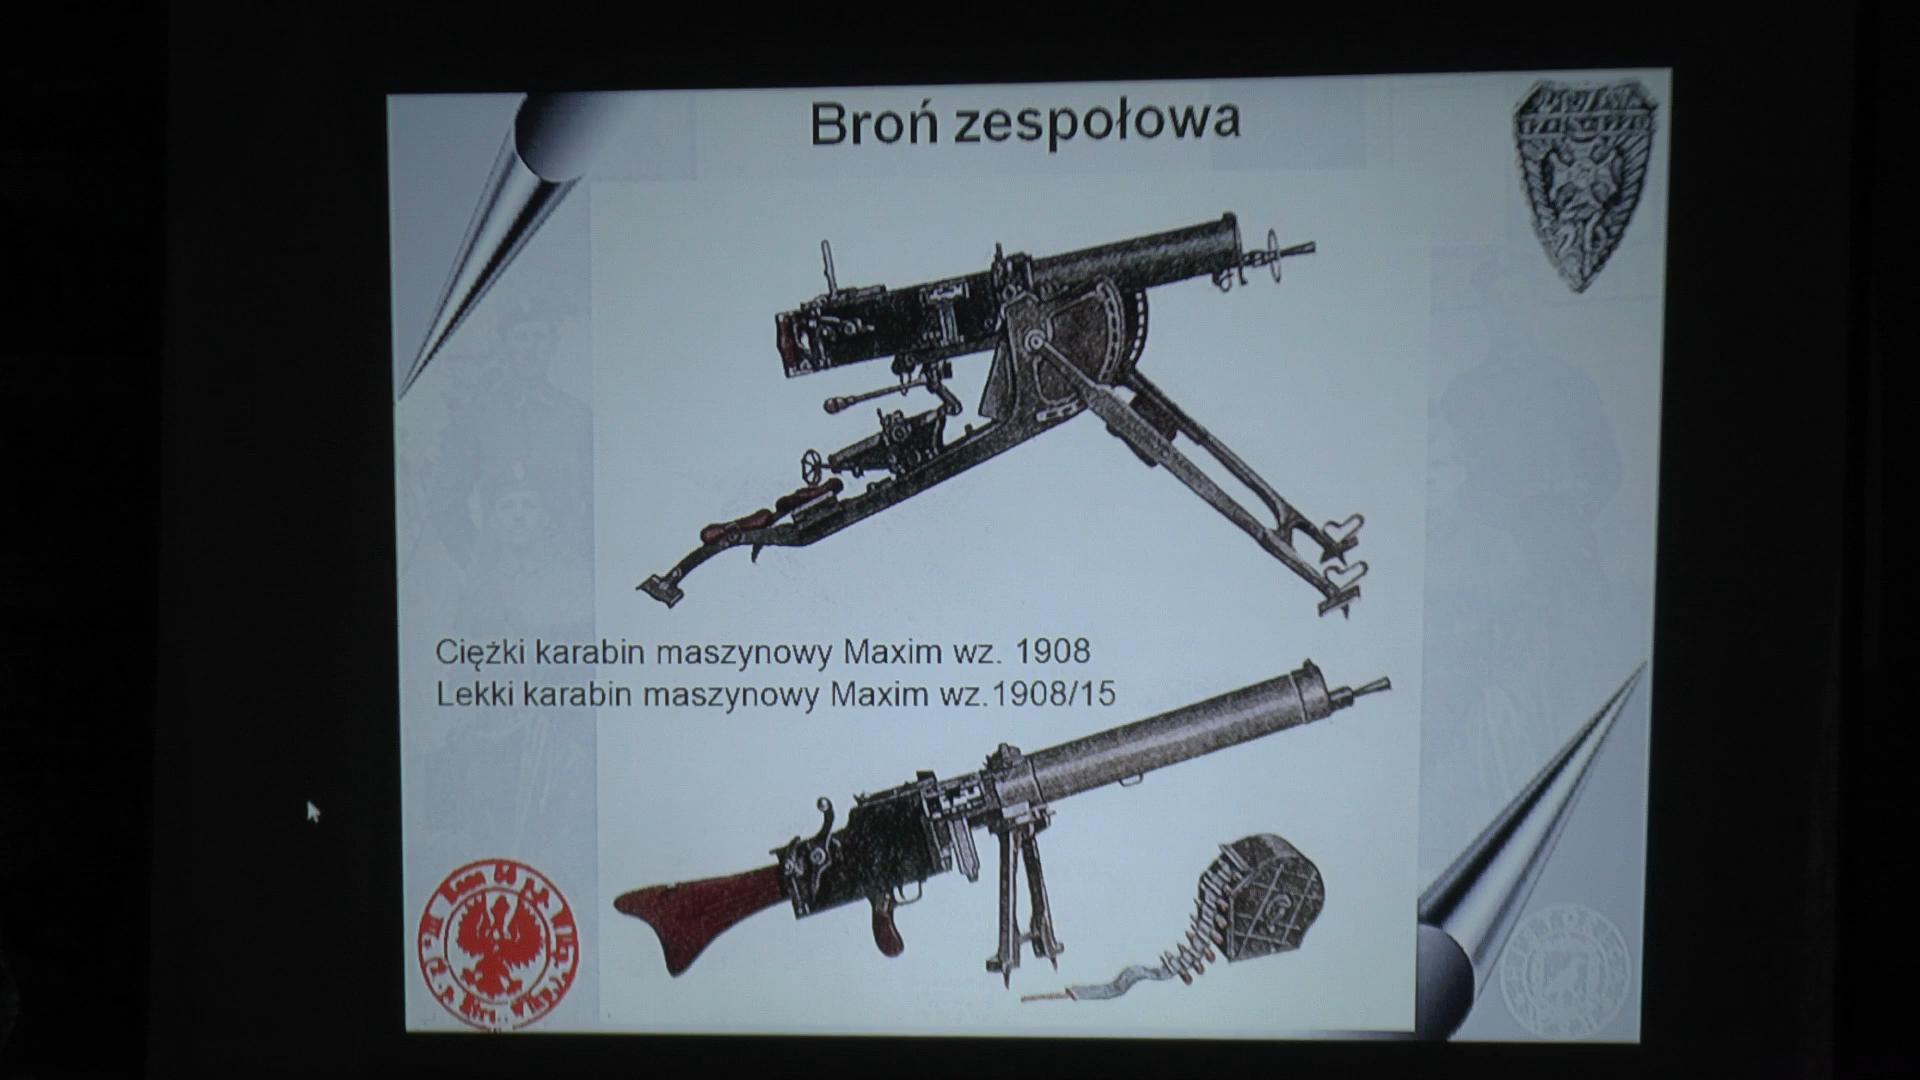 Broń zespołowa
Ciężki karabin maszynowy Maxim wz. 1908
Lekki karabin maszynowy Maxim wz.1908/15